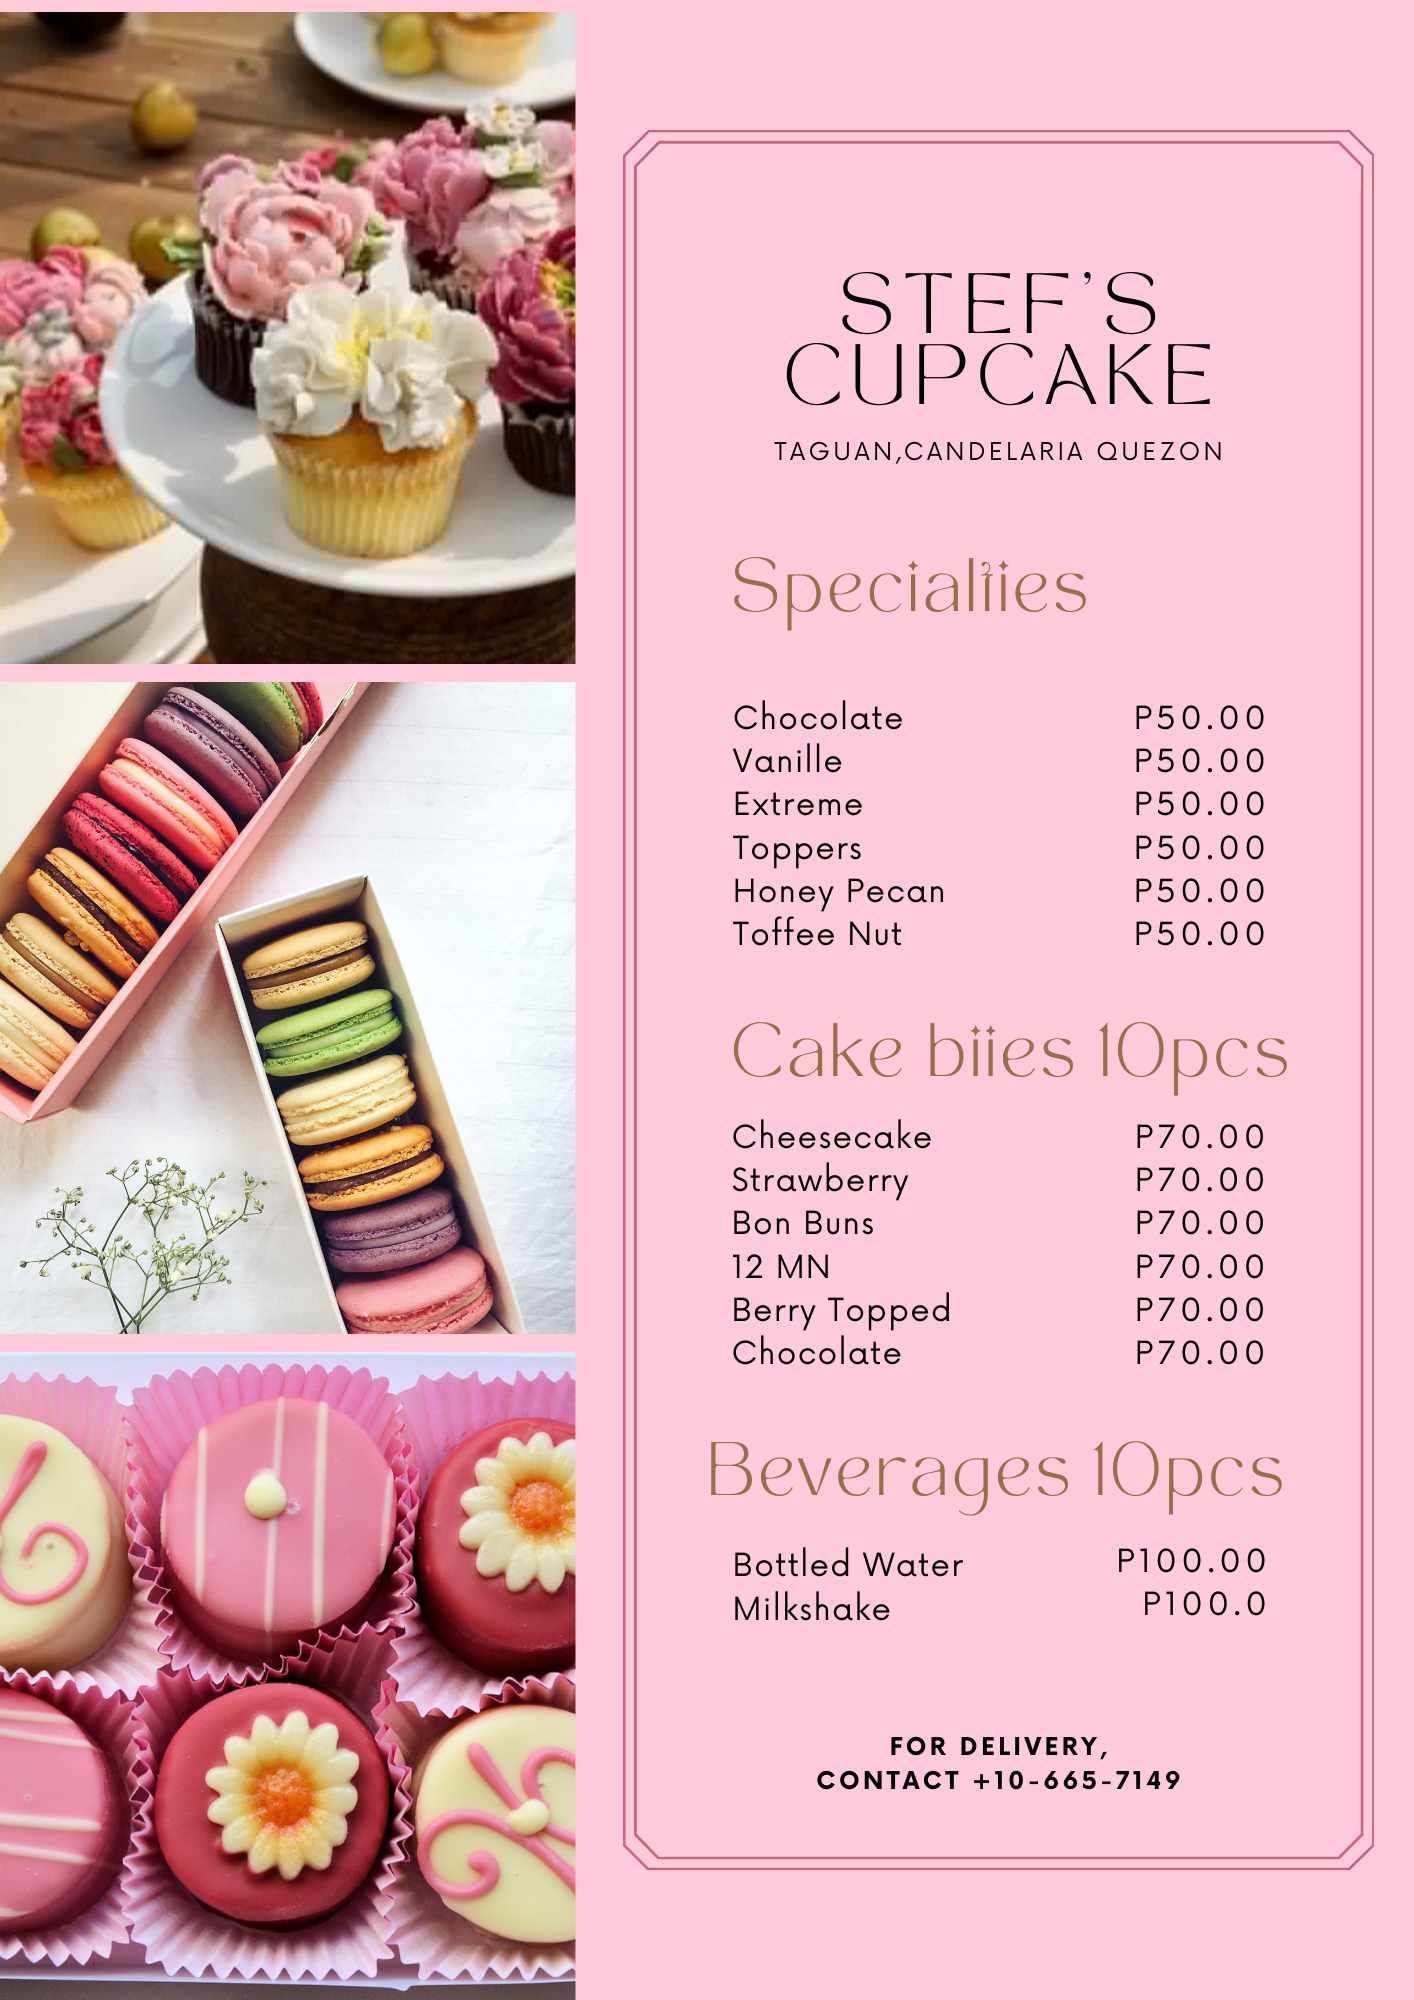 STEF'S
CUPCAKE
TAGUAN,CANDELARIA QUEZON
Specialties
Chocolate P50.00
Vanille P50.00
Extreme P50.00
Toppers P50.00
Honey Pecan P50.00
Toffee Nut P50.00
Cake bites 10pcs
Cheesecake P70.00
Strawberry P70.00
Bon Buns P70.00
12 MN P70.00
Berry Topped P70.00
Chocolate P70.00
Beverages 10pcs
Bottled Water P100.00
Milkshake P100.0
FOR DELIVERY,
CONTACT +10-665-7149